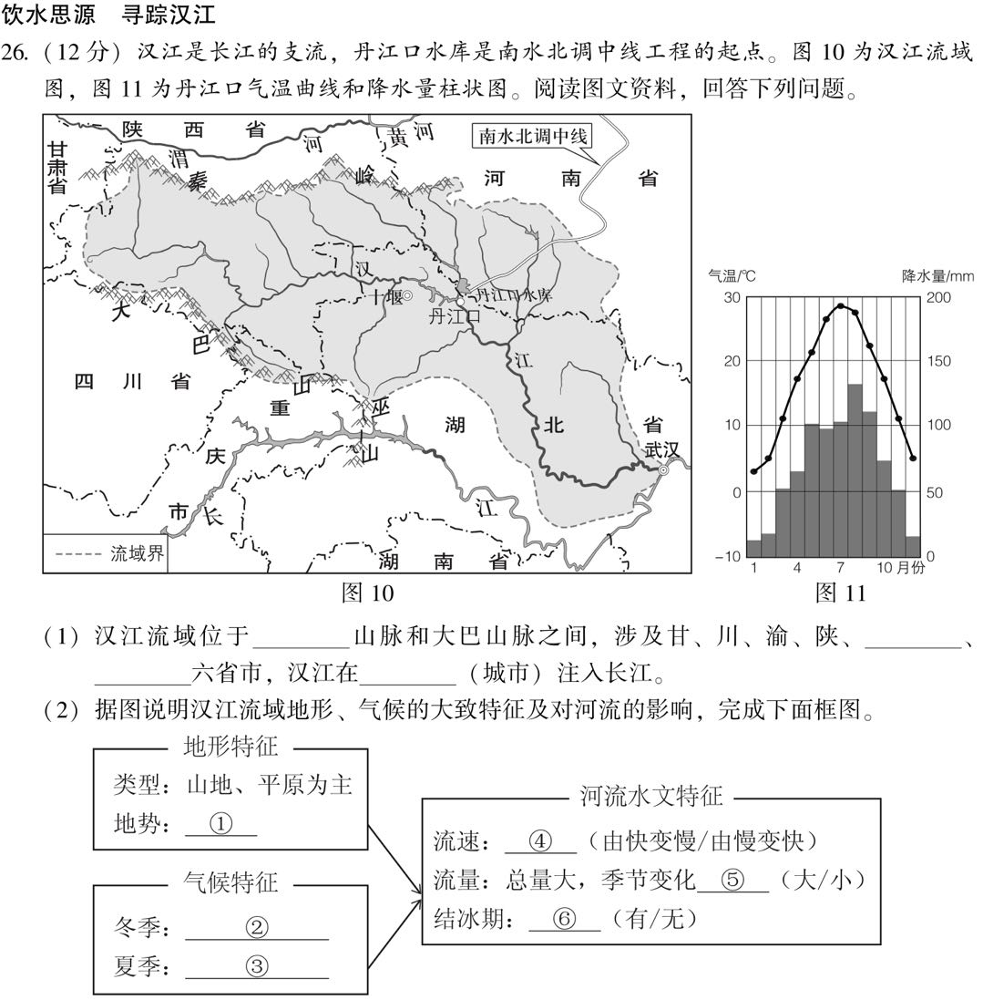 饮水思源　寻踪汉江
26.（12分）汉江是长江的支流，丹江口水库是南水北调中线工程的起点。图10为汉江流域
图，图11为丹江口气温曲线和降水量柱状图。阅读图文资料，回答下列问题。
陕 西 省
甘肃省
渭
河
黄河
南水北调中线
秦
岭
河 南 省
汉
十堰
丹江口水库
丹江口
江
大
巴
山
巫
山
四 川 省
重
庆
市
湖 北 省
武汉
长
江
湖 南 省
流域界
图10
气温/℃ 降水量/mm
30 200
20 150
10 100
0 50
-10 0
1 4 7 10 月份
图11
（1）汉江流域位于________山脉和大巴山脉之间，涉及甘、川、渝、陕、________、
________六省市，汉江在________（城市）注入长江。
（2）据图说明汉江流域地形、气候的大致特征及对河流的影响，完成下面框图。
地形特征
类型：山地、平原为主
地势：①
气候特征
冬季：②
夏季：③
河流水文特征
流速：④（由快变慢/由慢变快）
流量：总量大，季节变化⑤（大/小）
结冰期：⑥（有/无）